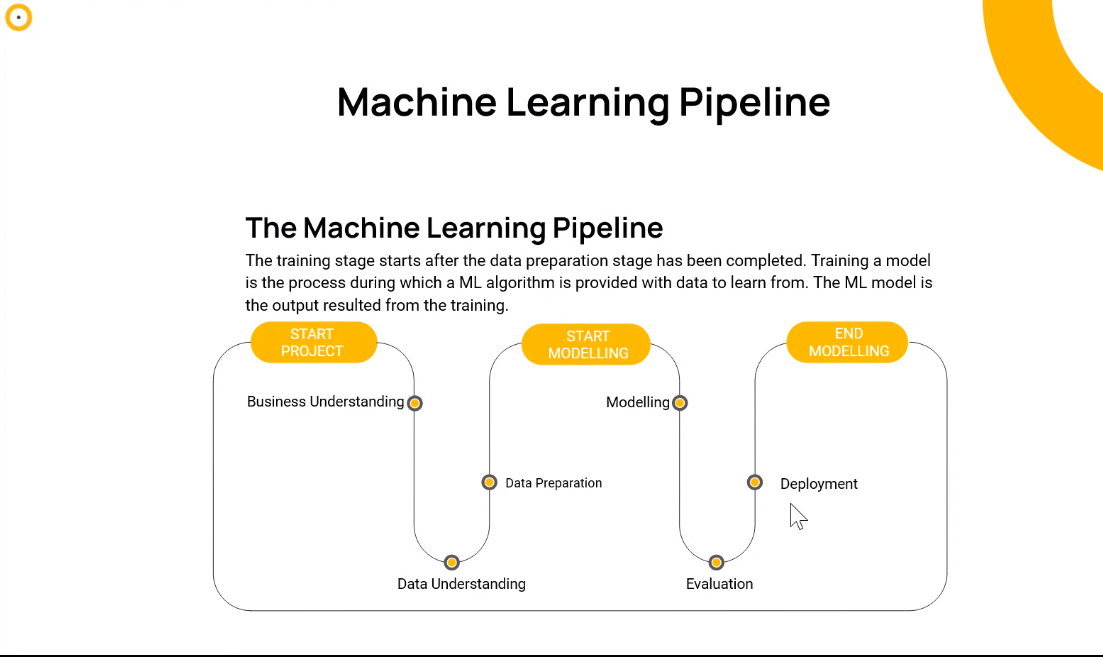 Machine Learning Pipeline
The Machine Learning Pipeline
The training stage starts after the data preparation stage has been completed. Training a model
is the process during which a ML algorithm is provided with data to learn from. The ML model is
the output resulted from the training.
START
PROJECT
START
MODELLING
END
MODELLING
Business Understanding
Modelling
Data Preparation
Deployment
Data Understanding
Evaluation